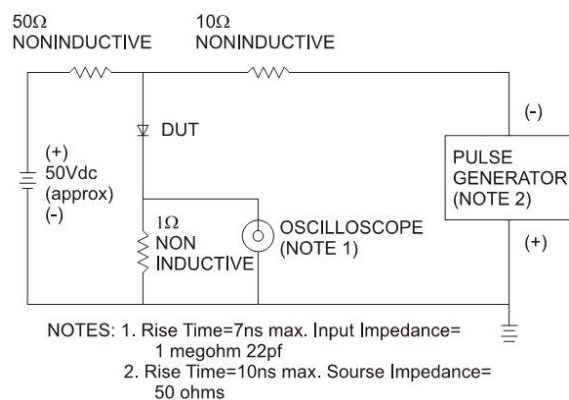 50Ω
NONINDUCTIVE
10Ω
NONINDUCTIVE
DUT
(+)
50Vdc
(approx)
(-)
1Ω
NON
INDUCTIVE
OSCILLOSCOPE
(NOTE 1)
(-)
PULSE
GENERATOR
(NOTE 2)
(+)
NOTES: 1. Rise Time=7ns max. Input Impedance=
1 megohm 22pf
2. Rise Time=10ns max. Sourse Impedance=
50 ohms